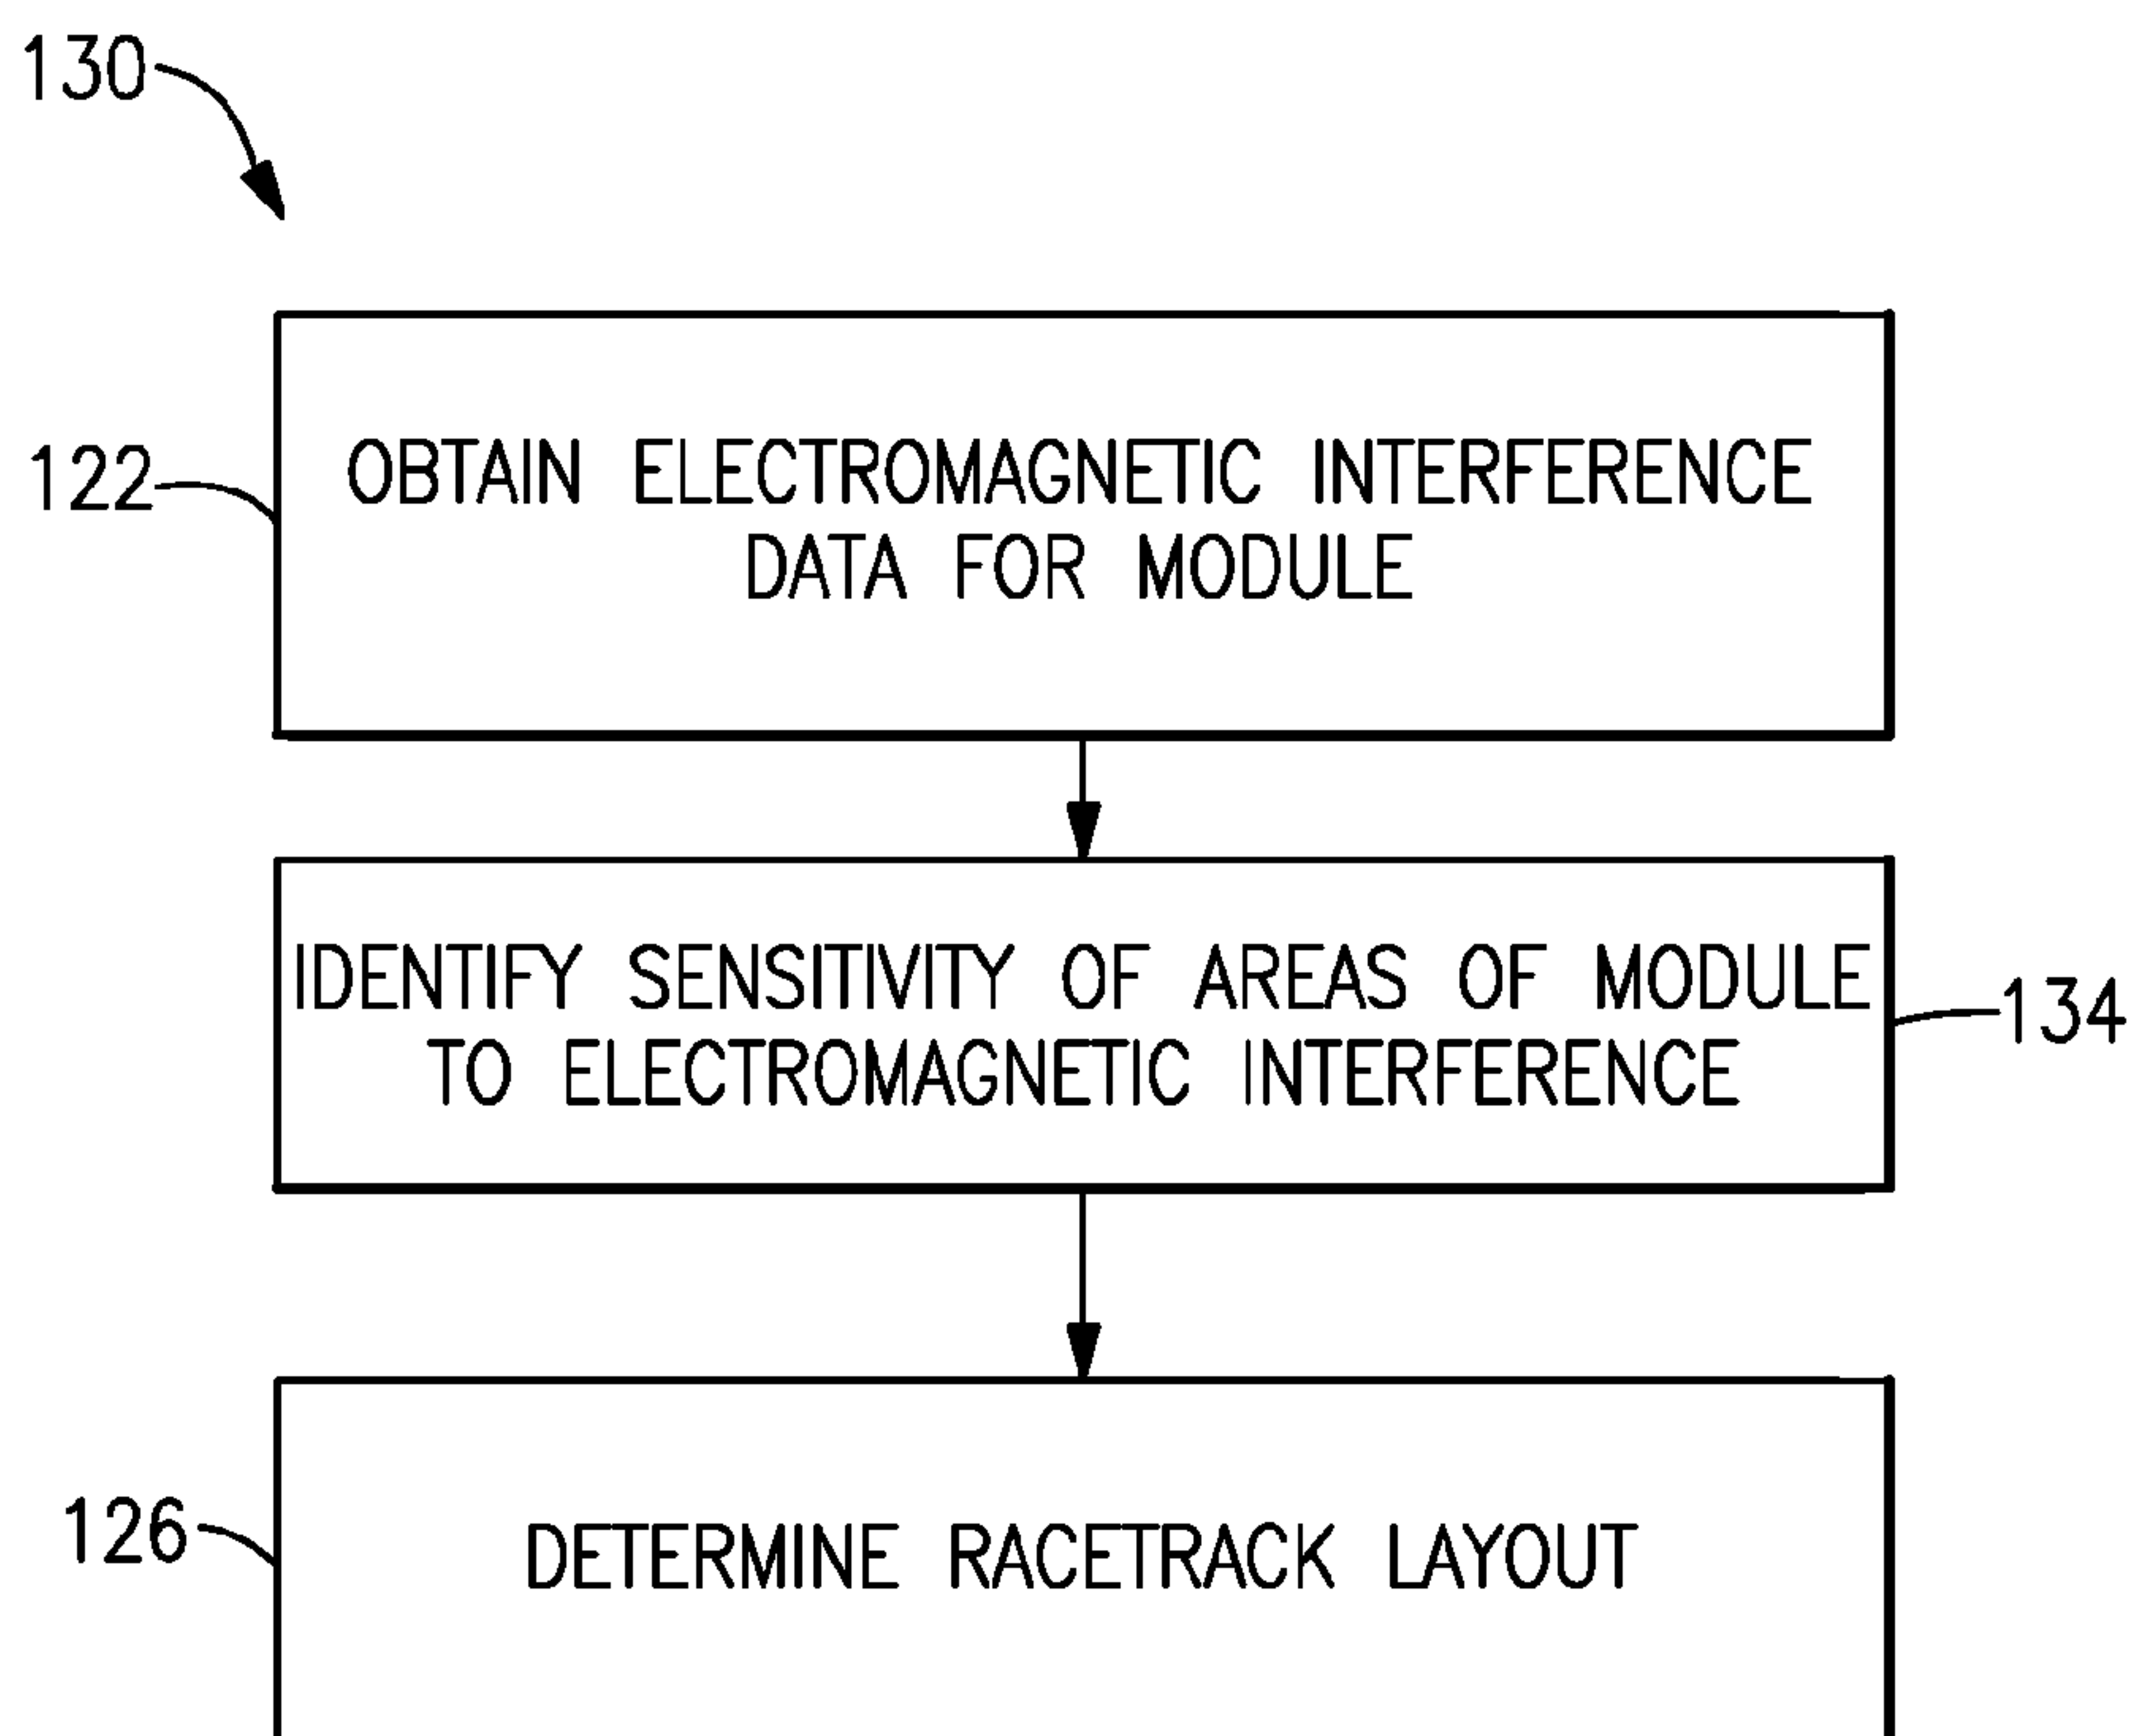 130
122
OBTAIN ELECTROMAGNETIC INTERFERENCE
DATA FOR MODULE
IDENTIFY SENSITIVITY OF AREAS OF MODULE
TO ELECTROMAGNETIC INTERFERENCE
134
126
DETERMINE RACETRACK LAYOUT